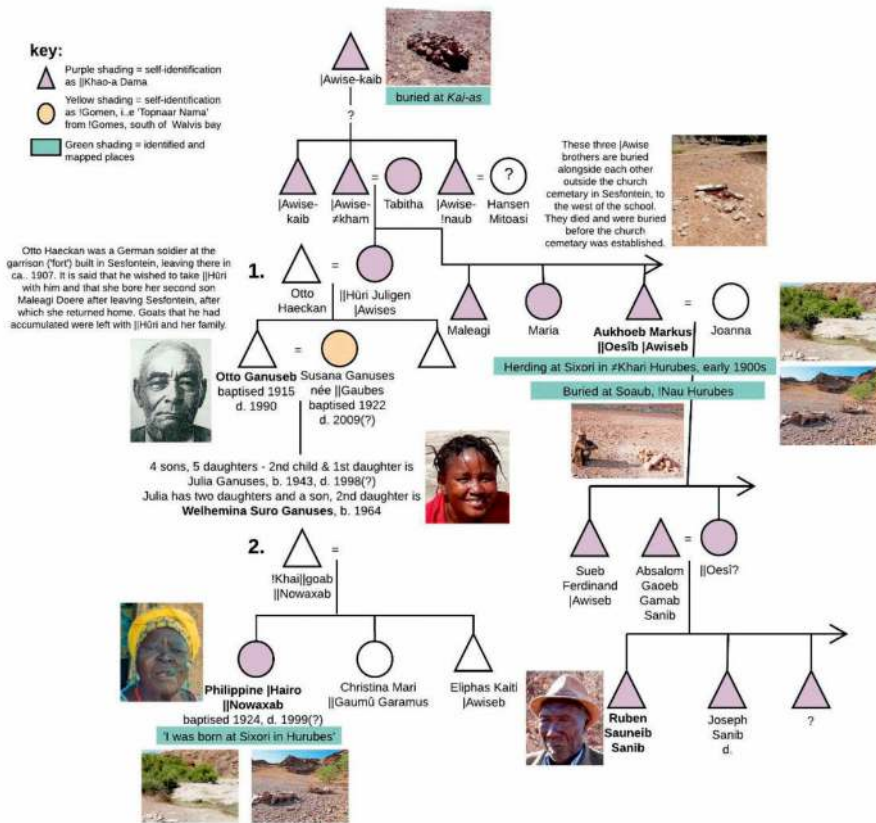 key:
Purple shading = self-identification
as ||Khao-a Dama
Yellow shading = self-identification
as !Gomen, i..e 'Topnaar Nama'
from !Gomes, south of Walvis bay
Green shading = identified and
mapped places
|Awise-kaib
buried at Kai-as
?
|Awise-
kaib
|Awise-
≠kham
=
Tabitha
|Awise-
!naub
=
?
Hansen
Mitoasi
These three |Awise
brothers are buried
alongside each other
outside the church
cemetary in Sesfontein, to
the west of the school.
They died and were buried
before the church
cemetary was established.
Otto Haeckan was a German soldier at the
garrison ('fort') built in Sesfontein, leaving there in
ca.. 1907. It is said that he wished to take ||Hūri
with him and that she bore her second son
Maleagi Doere after leaving Sesfontein, after
which she returned home. Goats that he had
accumulated were left with ||Hūri and her family.
1.
Otto
Haeckan
=
||Hūri Juligen
|Awises
Maleagi
Maria
Aukhoeb Markus
||Oesîb |Awiseb
=
Joanna
Herding at Sixori in ≠Khari Hurubes, early 1900s
Buried at Soaub, !Nau Hurubes
Otto Ganuseb
baptised 1915
d. 1990
=
Susana Ganuses
née ||Gaubes
baptised 1922
d. 2009(?)
4 sons, 5 daughters - 2nd child & 1st daughter is
Julia Ganuses, b. 1943, d. 1998(?)
Julia has two daughters and a son, 2nd daughter is
Welhemina Suro Ganuses, b. 1964
2.
=
!Khai||goab
||Nowaxab
Sueb
Ferdinand
|Awiseb
Absalom
Gaoeb
Gamab
Sanib
=
||Oesî?
Philippine |Hairo
||Nowaxab
baptised 1924, d. 1999(?)
'I was born at Sixori in Hurubes'
Christina Mari
||Gaumû Garamus
Eliphas Kaiti
|Awiseb
Ruben
Sauneib
Sanib
Joseph
Sanib
d.
?